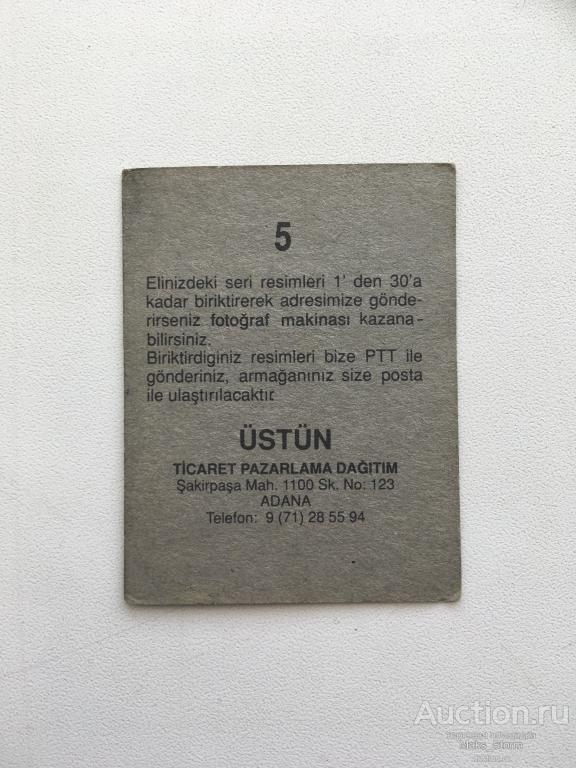 5
Elinizdeki seri resimleri 1' den 30'a
kadar biriktirerek adresimize gönde-
rirseniz fotoğraf makinası kazana-
bilirsiniz.
Biriktirdiginiz resimleri bize PTT ile
gönderiniz, armağanınız size posta
ile ulaştırılacaktır.
ÜSTÜN
TİCARET PAZARLAMA DAĞITIM
Şakirpaşa Mah. 1100 Sk. No: 123
ADANA
Telefon: 9 (71) 28 55 94
Auction.ru